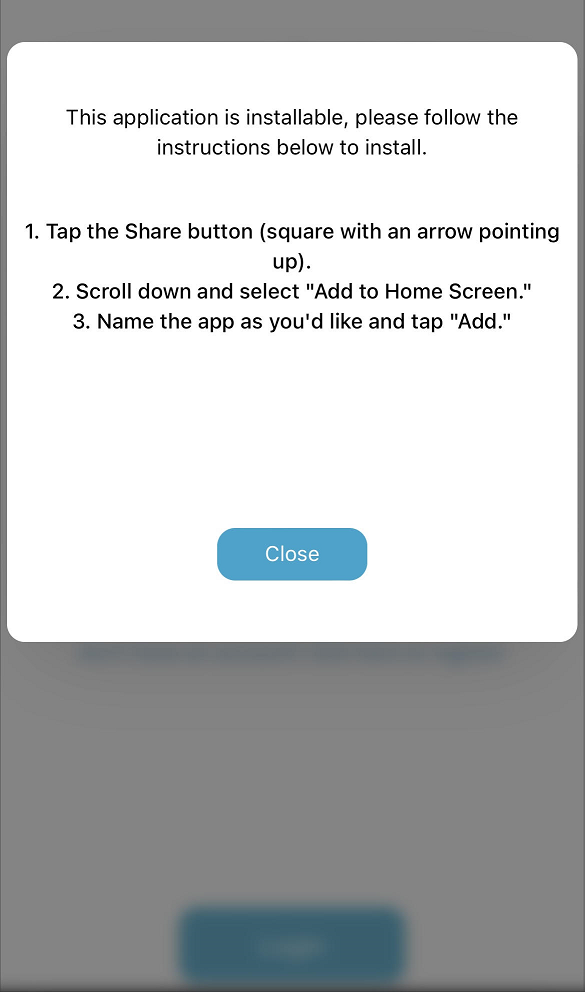 This application is installable, please follow the
instructions below to install.
1. Tap the Share button (square with an arrow pointing
up).
2. Scroll down and select "Add to Home Screen."
3. Name the app as you'd like and tap "Add."
Close